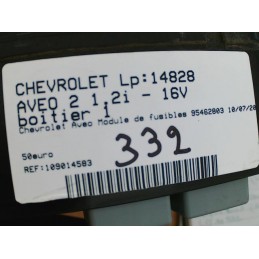 CHEVROLET Lp:14828
AVEO 2 1,2i - 16V
boitier 1
Chevrolet Aveo Module de fusibles 95462803 10/07/20
50euro
332
REF:109014583